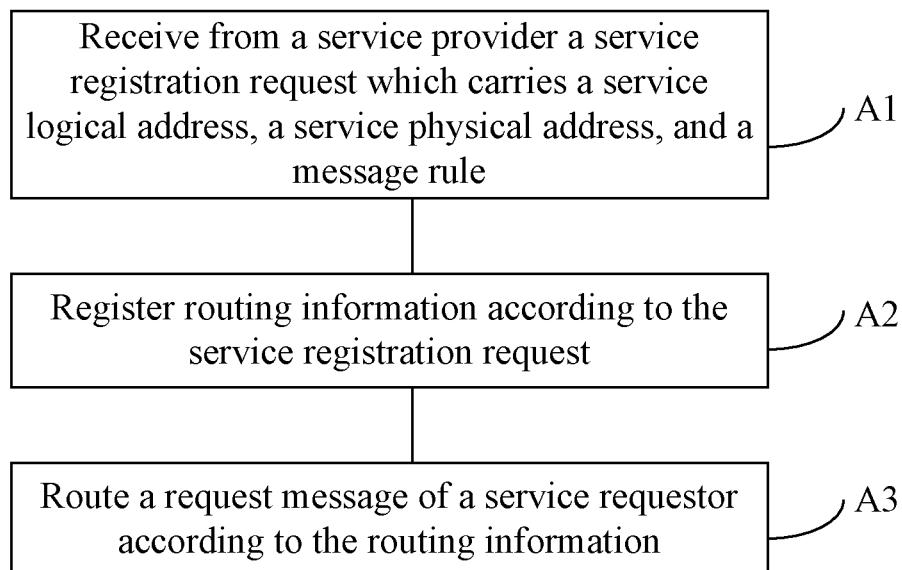 Receive from a service provider a service
registration request which carries a service
logical address, a service physical address, and a
message rule
A1
Register routing information according to the
service registration request
A2
Route a request message of a service requestor
according to the routing information
A3